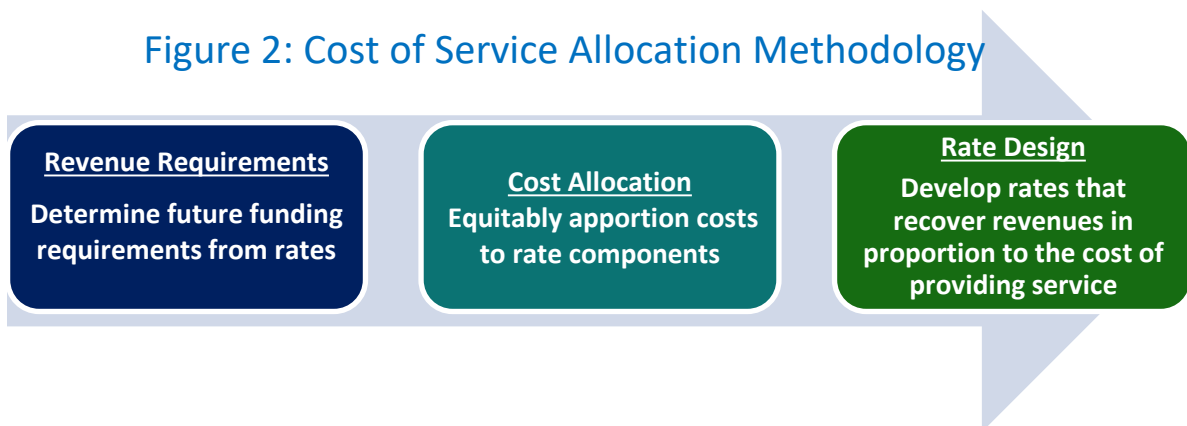 Figure 2: Cost of Service Allocation Methodology
Revenue Requirements
Determine future funding
requirements from rates
Cost Allocation
Equitably apportion costs
to rate components
Rate Design
Develop rates that
recover revenues in
proportion to the cost of
providing service